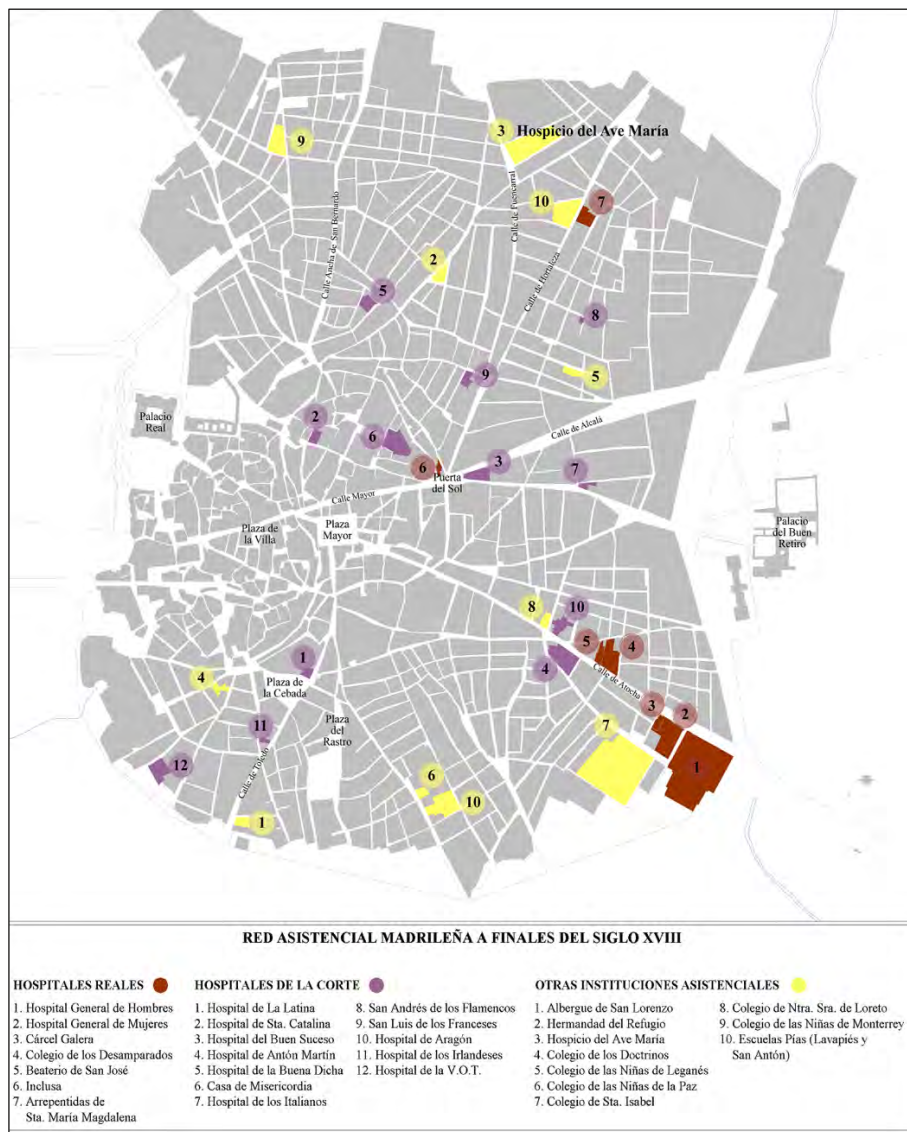 9
3 Hospicio del Ave María
10
7
Calle Ancha de San Bernardo
Calle de Fuencarral
Calle de Hortaleza
2
5
8
9
5
Palacio
Real
2
6
6
3
7
Calle de Alcalá
Puerta
del Sol
Calle Mayor
Plaza de
la Villa
Plaza
Mayor
Palacio
del Buen
Retiro
8
10
5
4
4
Calle de Atocha
1
4
Plaza de
la Cebada
3
2
11
Plaza
del
Rastro
7
12
Calle de Toledo
1
6
10
1
RED ASISTENCIAL MADRILEÑA A FINALES DEL SIGLO XVIII
HOSPITALES REALES
1. Hospital General de Hombres
2. Hospital General de Mujeres
3. Cárcel Galera
4. Colegio de los Desamparados
5. Beaterio de San José
6. Inclusa
7. Arrepentidas de
Sta. María Magdalena
HOSPITALES DE LA CORTE
1. Hospital de La Latina
2. Hospital de Sta. Catalina
3. Hospital del Buen Suceso
4. Hospital de Antón Martín
5. Hospital de la Buena Dicha
6. Casa de Misericordia
7. Hospital de los Italianos
8. San Andrés de los Flamencos
9. San Luis de los Franceses
10. Hospital de Aragón
11. Hospital de los Irlandeses
12. Hospital de la V.O.T.
OTRAS INSTITUCIONES ASISTENCIALES
1. Albergue de San Lorenzo
2. Hermandad del Refugio
3. Hospicio del Ave María
4. Colegio de los Doctrinos
5. Colegio de las Niñas de Leganés
6. Colegio de las Niñas de la Paz
7. Colegio de Sta. Isabel
8. Colegio de Ntra. Sra. de Loreto
9. Colegio de las Niñas de Monterrey
10. Escuelas Pías (Lavapiés y
San Antón)